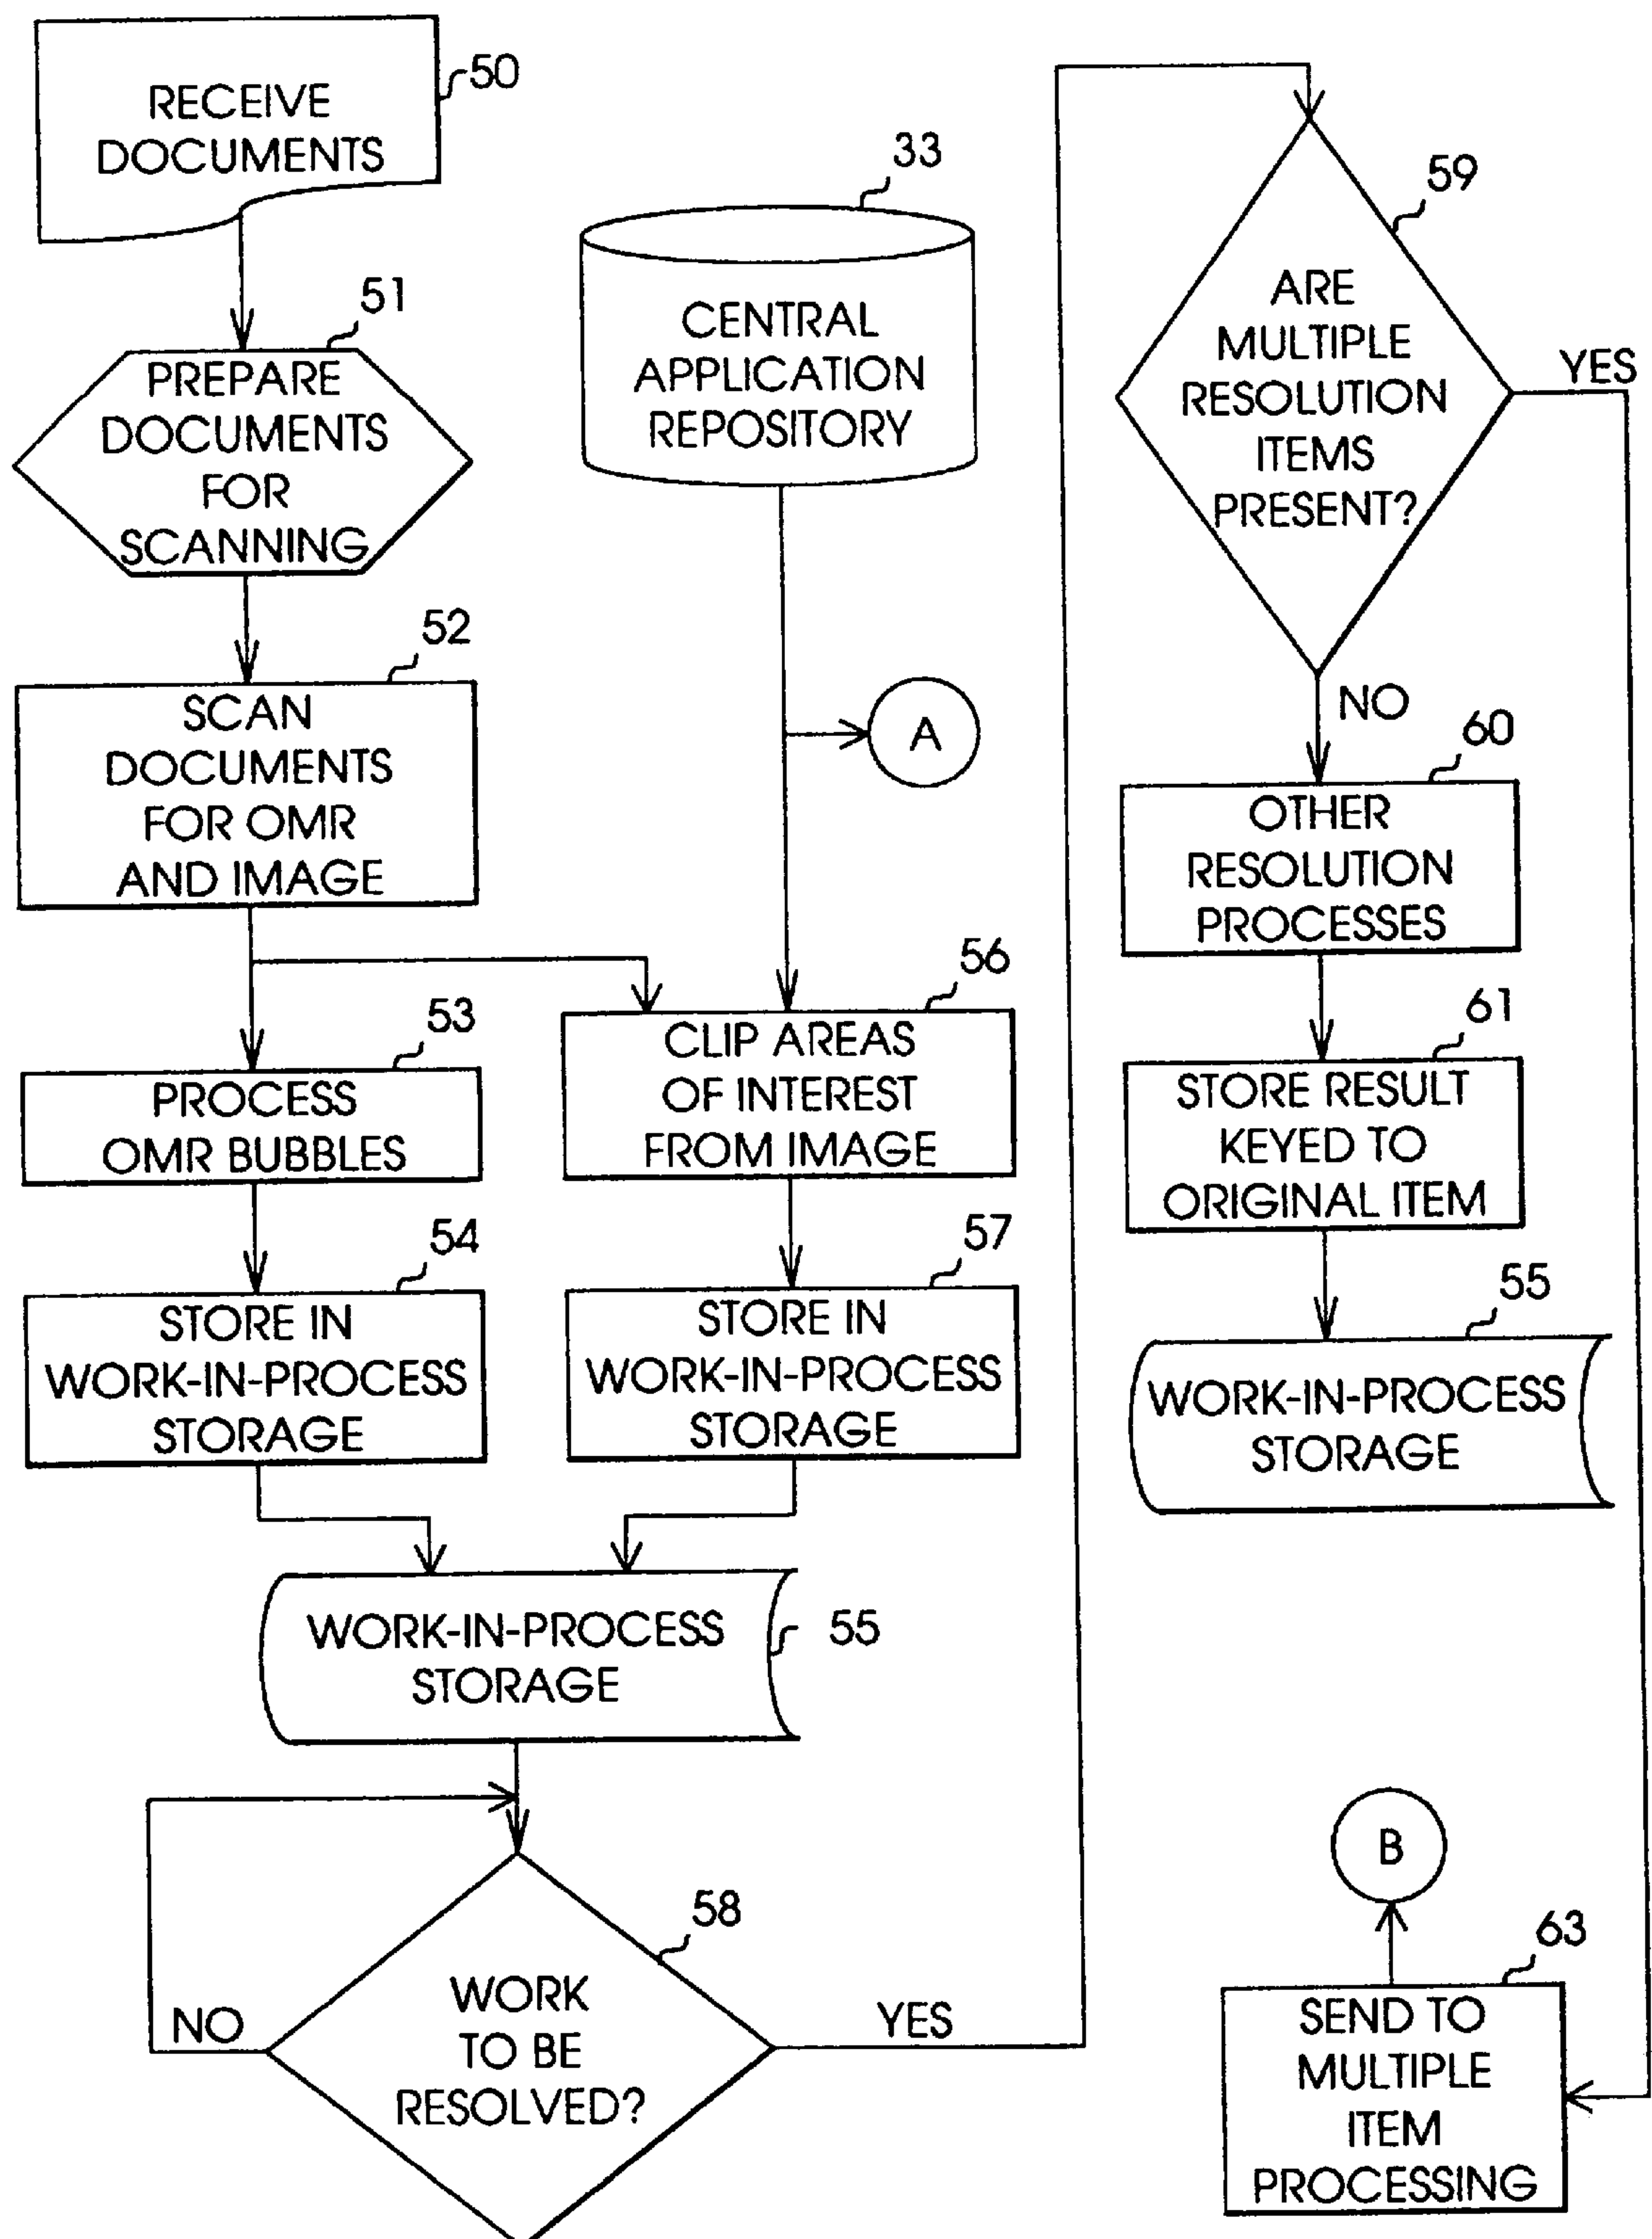 50
RECEIVE
DOCUMENTS
51
PREPARE
DOCUMENTS
FOR
SCANNING
52
SCAN
DOCUMENTS
FOR OMR
AND IMAGE
53
PROCESS
OMR BUBBLES
54
STORE IN
WORK-IN-PROCESS
STORAGE
33
CENTRAL
APPLICATION
REPOSITORY
A
56
CLIP AREAS
OF INTEREST
FROM IMAGE
57
STORE IN
WORK-IN-PROCESS
STORAGE
WORK-IN-PROCESS
STORAGE
55
58
WORK
TO BE
RESOLVED?
NO
YES
59
ARE
MULTIPLE
RESOLUTION
ITEMS
PRESENT?
YES
NO
60
OTHER
RESOLUTION
PROCESSES
61
STORE RESULT
KEYED TO
ORIGINAL ITEM
55
WORK-IN-PROCESS
STORAGE
B
63
SEND TO
MULTIPLE
ITEM
PROCESSING